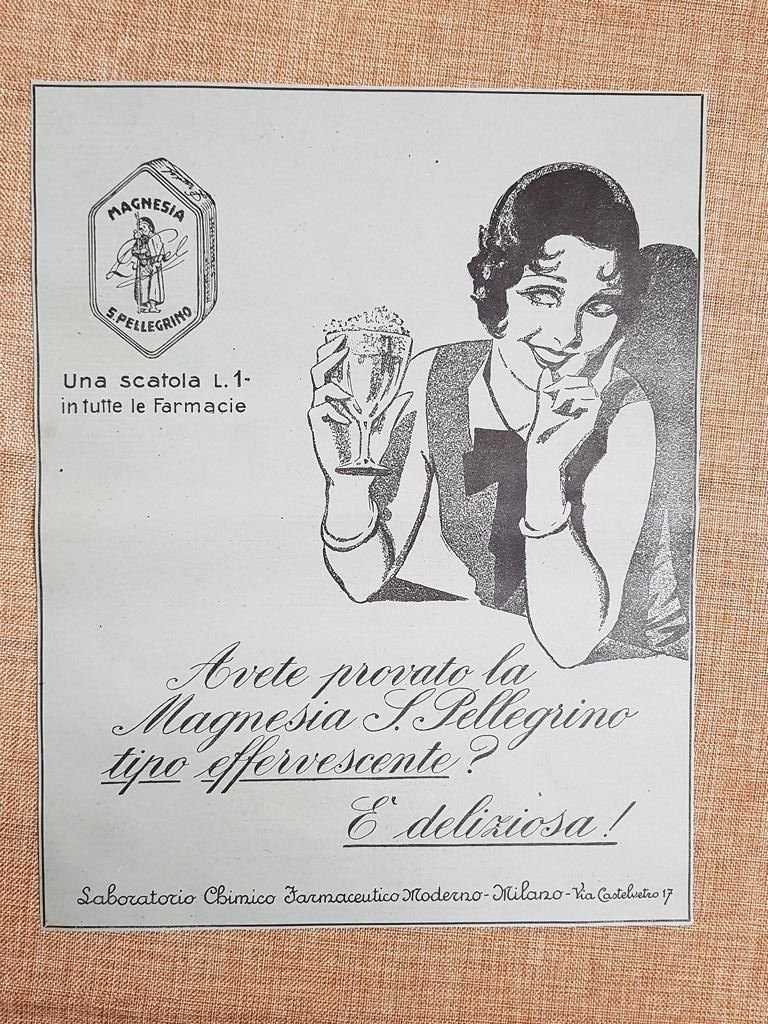 MAGNESIA
S. PELLEGRINO
Una scatola L. 1-
in tutte le Farmacie
Avete provato la
Magnesia S. Pellegrino
tipo effervescente?
E' deliziosa!
Laboratorio Chimico Farmaceutico Moderno - Milano - Via Castelvetro 17